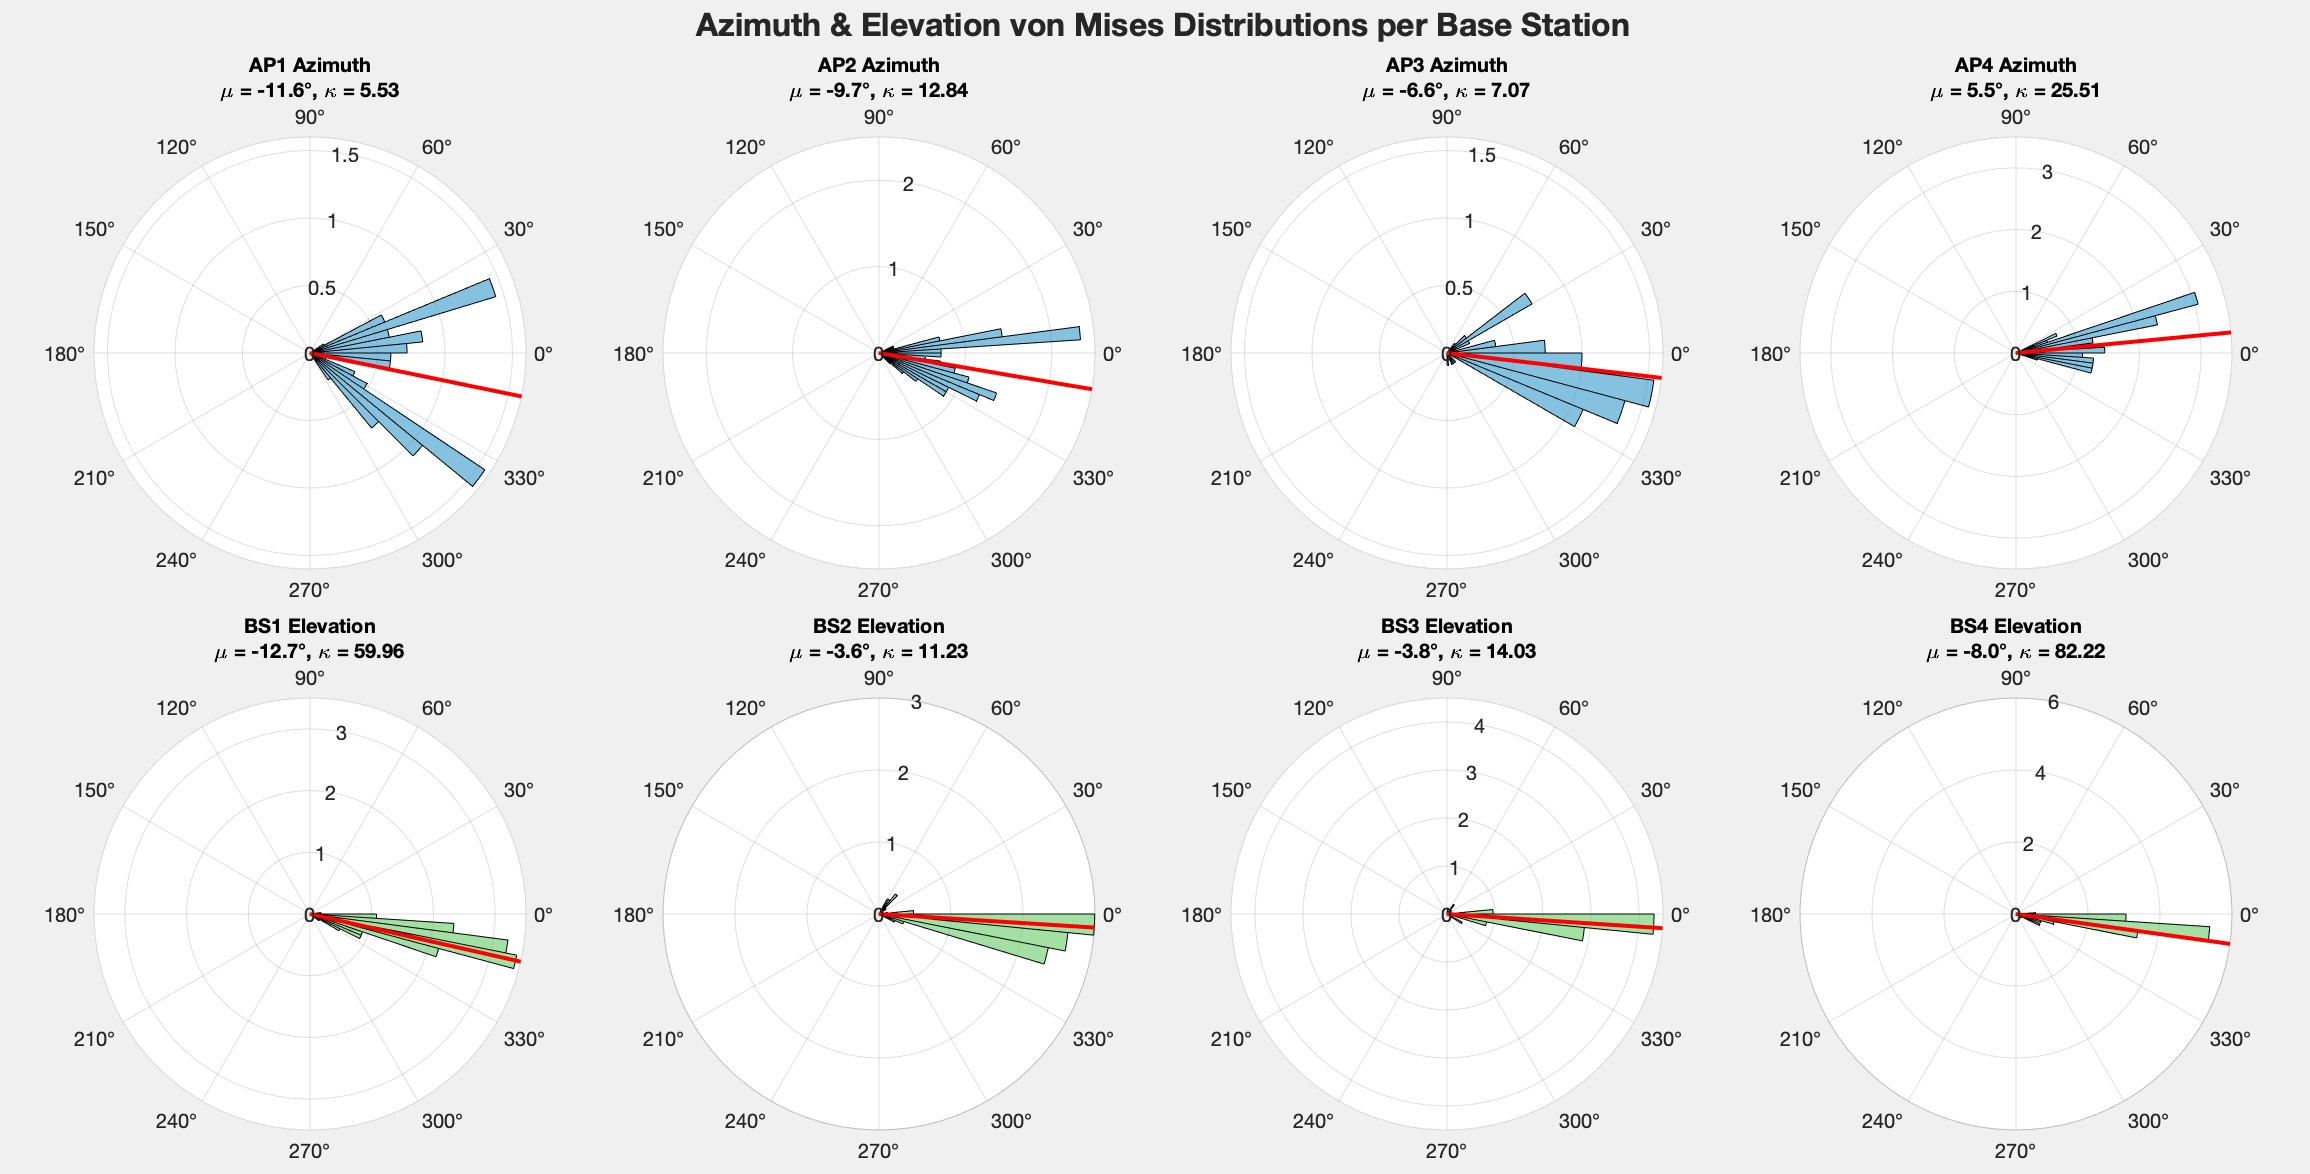 Azimuth & Elevation von Mises Distributions per Base Station
AP1 Azimuth
μ = -11.6°, κ = 5.53
90°
120° 60°
1.5
150° 30°
1
0.5
180° 0 0°
210° 330°
240° 300°
270°
AP2 Azimuth
μ = -9.7°, κ = 12.84
90°
120° 60°
2
150° 30°
1
180° 0 0°
210° 330°
240° 300°
270°
AP3 Azimuth
μ = -6.6°, κ = 7.07
90°
120° 60°
1.5
150° 30°
1
0.5
180° 0 0°
210° 330°
240° 300°
270°
AP4 Azimuth
μ = 5.5°, κ = 25.51
90°
120° 60°
3
150° 30°
2
1
180° 0 0°
210° 330°
240° 300°
270°
BS1 Elevation
μ = -12.7°, κ = 59.96
90°
120° 60°
3
150° 30°
2
1
180° 0 0°
210° 330°
240° 300°
270°
BS2 Elevation
μ = -3.6°, κ = 11.23
90°
3
120° 60°
2
150° 30°
1
180° 0 0°
210° 330°
240° 300°
270°
BS3 Elevation
μ = -3.8°, κ = 14.03
90°
120° 60°
4
3
150° 30°
2
1
180° 0 0°
210° 330°
240° 300°
270°
BS4 Elevation
μ = -8.0°, κ = 82.22
90°
6
120° 60°
4
150° 30°
2
180° 0 0°
210° 330°
240° 300°
270°